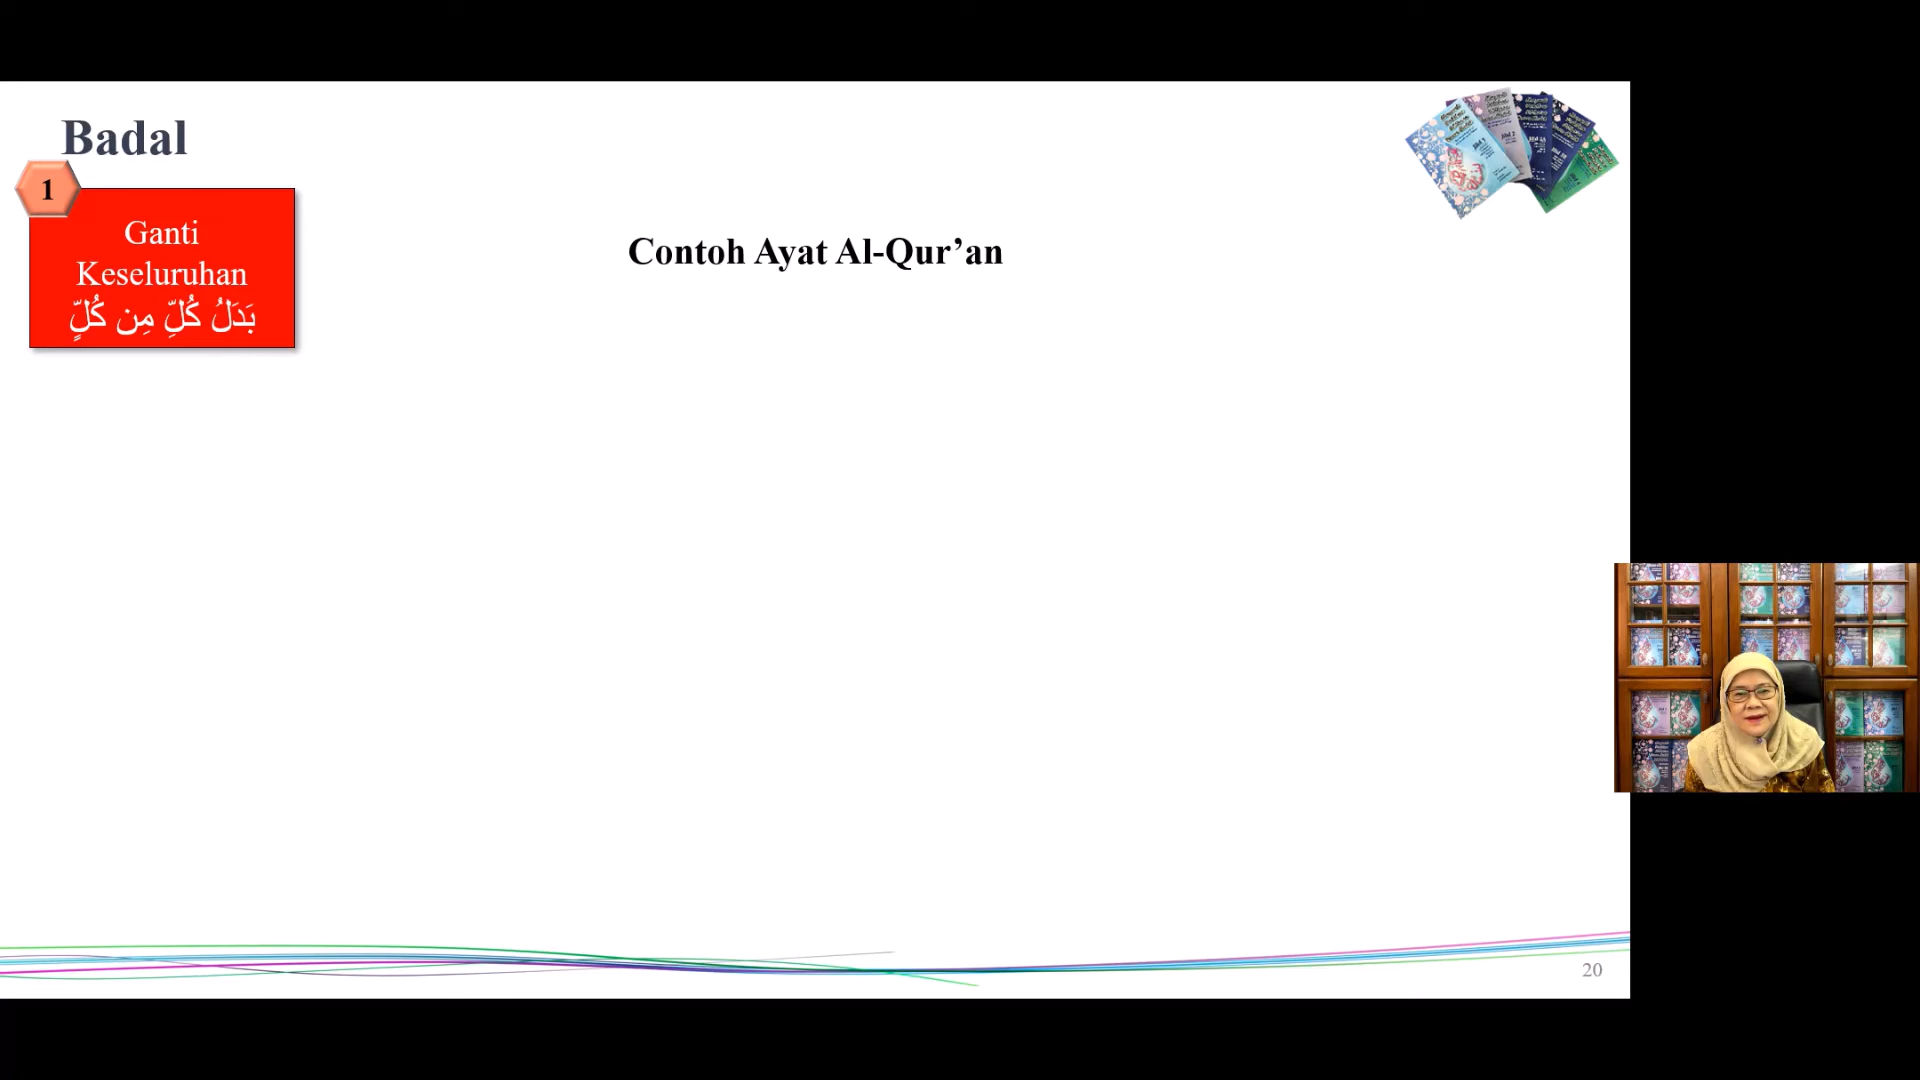 Badal
1
Ganti
Keseluruhan
بَدَلُ كُلِّ مِن كُلٍّ
Contoh Ayat Al-Qur’an
20